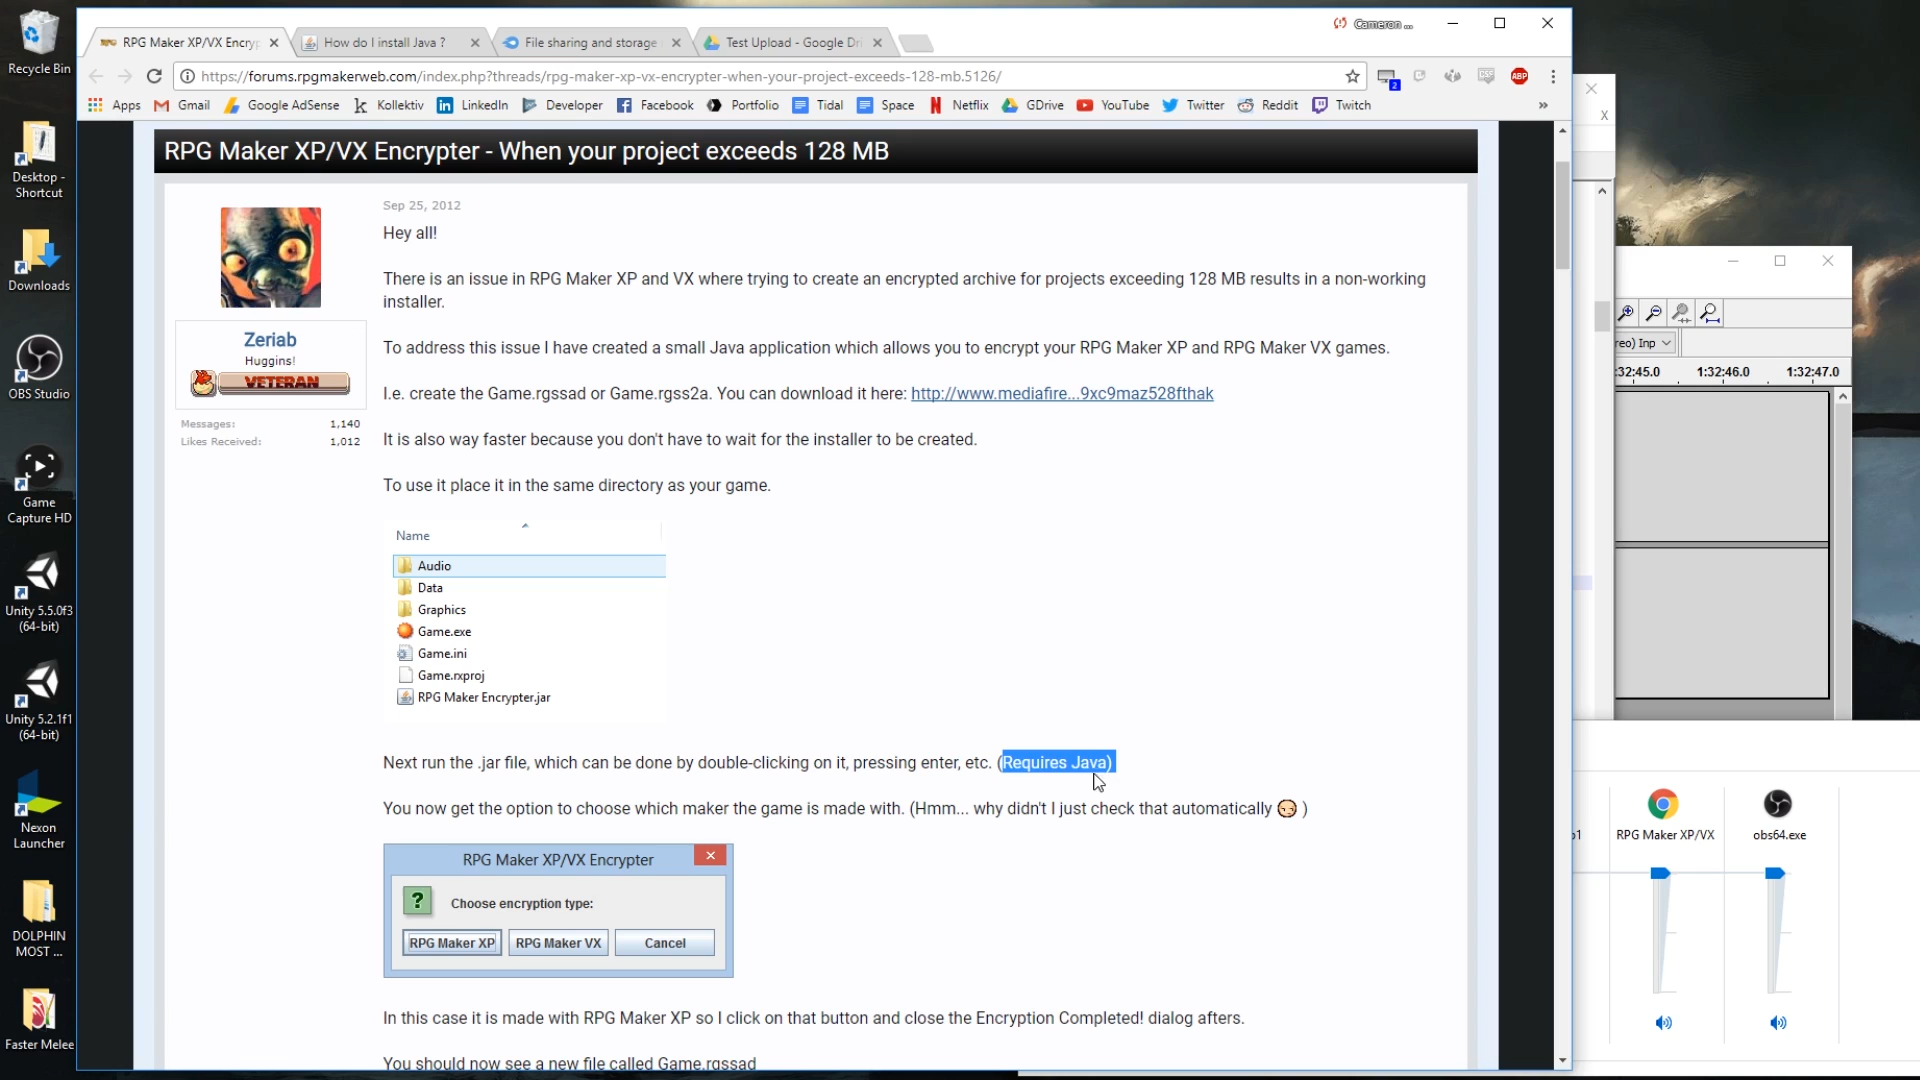 Cameron ...
RPG Maker XP/VX Encryp
How do I install Java ?
File sharing and storage
Test Upload - Google Dri
https://forums.rpgmakerweb.com/index.php?threads/rpg-maker-xp-vx-encrypter-when-your-project-exceeds-128-mb.5126/
2
ABP
Apps
Gmail
Google AdSense
Kollektiv
LinkedIn
Developer
Facebook
Portfolio
Tidal
Space
Netflix
GDrive
YouTube
Twitter
Reddit
Twitch
»
RPG Maker XP/VX Encrypter - When your project exceeds 128 MB
Zeriab
Huggins!
VETERAN
Messages: 1,140
Likes Received: 1,012
Sep 25, 2012
Hey all!
There is an issue in RPG Maker XP and VX where trying to create an encrypted archive for projects exceeding 128 MB results in a non-working
installer.
To address this issue I have created a small Java application which allows you to encrypt your RPG Maker XP and RPG Maker VX games.
I.e. create the Game.rgssad or Game.rgss2a. You can download it here: http://www.mediafire...9xc9maz528fthak
It is also way faster because you don't have to wait for the installer to be created.
To use it place it in the same directory as your game.
Name
Audio
Data
Graphics
Game.exe
Game.ini
Game.rxproj
RPG Maker Encrypter.jar
Next run the .jar file, which can be done by double-clicking on it, pressing enter, etc. (Requires Java)
You now get the option to choose which maker the game is made with. (Hmm... why didn't I just check that automatically )
RPG Maker XP/VX Encrypter
?
Choose encryption type:
RPG Maker XP
RPG Maker VX
Cancel
In this case it is made with RPG Maker XP so I click on that button and close the Encryption Completed! dialog afters.
You should now see a new file called Game.rgssad
Recycle Bin
Desktop -
Shortcut
Downloads
OBS Studio
Game
Capture HD
Unity 5.5.0f3
(64-bit)
Unity 5.2.1f1
(64-bit)
Nexon
Launcher
DOLPHIN
MOST ...
Faster Melee
X
reo) Inp
:32:45.0
1:32:46.0
1:32:47.0
RPG Maker XP/VX
obs64.exe